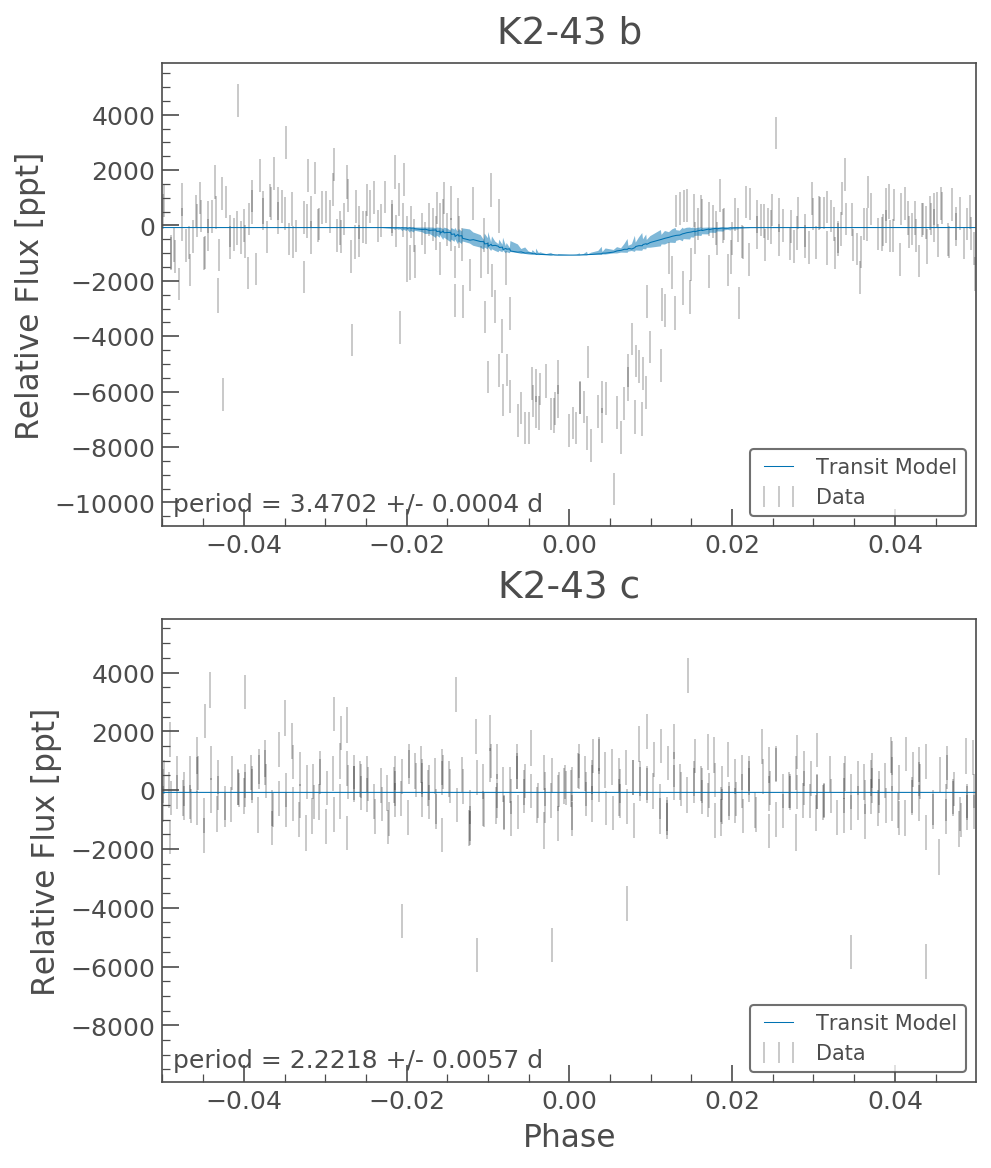 K2-43 b
Relative Flux [ppt]
4000
2000
0
−2000
−4000
−6000
−8000
−10000
period = 3.4702 +/- 0.0004 d
Transit Model
Data
−0.04 −0.02 0.00 0.02 0.04
K2-43 c
Relative Flux [ppt]
4000
2000
0
−2000
−4000
−6000
−8000
period = 2.2218 +/- 0.0057 d
Transit Model
Data
−0.04 −0.02 0.00 0.02 0.04
Phase